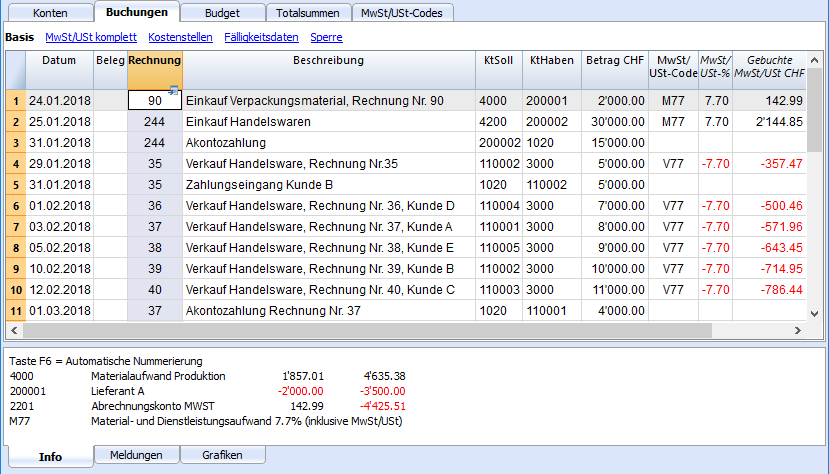 Konten Buchungen Budget Totalsummen MwSt/USt-Codes
Basis MwSt/USt komplett Kostenstellen Fälligkeitsdaten Sperre
Datum Beleg Rechnung Beschreibung KtSoll KtHaben Betrag CHF MwSt/ USt-Code MwSt/ USt-% Gebuchte MwSt/USt CHF
1 24.01.2018 90 Einkauf Verpackungsmaterial, Rechnung Nr. 90 4000 200001 2'000.00 M77 7.70 142.99
2 25.01.2018 244 Einkauf Handelswaren 4200 200002 30'000.00 M77 7.70 2'144.85
3 31.01.2018 244 Akontozahlung 200002 1020 15'000.00
4 29.01.2018 35 Verkauf Handelsware, Rechnung Nr.35 110002 3000 5'000.00 V77 -7.70 -357.47
5 31.01.2018 35 Zahlungseingang Kunde B 1020 110002 5'000.00
6 01.02.2018 36 Verkauf Handelsware, Rechnung Nr. 36, Kunde D 110004 3000 7'000.00 V77 -7.70 -500.46
7 03.02.2018 37 Verkauf Handelsware, Rechnung Nr. 37, Kunde A 110001 3000 8'000.00 V77 -7.70 -571.96
8 05.02.2018 38 Verkauf Handelsware, Rechnung Nr. 38, Kunde E 110005 3000 9'000.00 V77 -7.70 -643.45
9 10.02.2018 39 Verkauf Handelsware, Rechnung Nr. 39, Kunde B 110002 3000 10'000.00 V77 -7.70 -714.95
10 12.02.2018 40 Verkauf Handelsware, Rechnung Nr. 40, Kunde C 110003 3000 11'000.00 V77 -7.70 -786.44
11 01.03.2018 37 Akontozahlung Rechnung Nr. 37 1020 110001 4'000.00
Taste F6 = Automatische Nummerierung
4000 Materialaufwand Produktion 1'857.01 4'635.38
200001 Lieferant A -2'000.00 -3'500.00
2201 Abrechnungskonto MWST 142.99 -4'425.51
M77 Material- und Dienstleistungsaufwand 7.7% (inklusive MwSt/USt)
Info Meldungen Grafiken